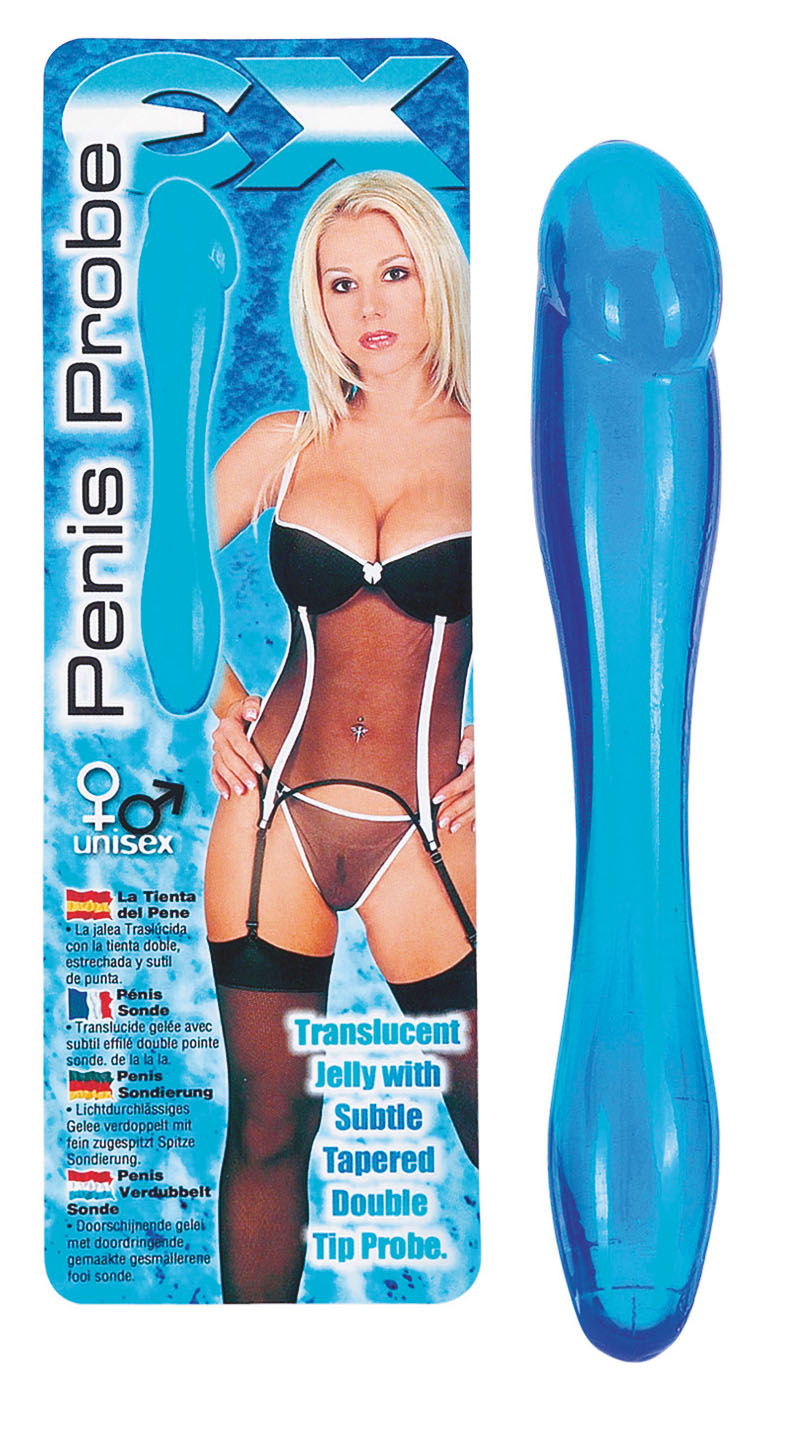 CX
Penis Probe
unisex
La Tienta
del Pene
• La jalea Traslúcida
con la tienta doble,
estrechada y sutil
de punta.
Pénis
Sonde
• Translucide gelée avec
subtil effilé double pointe
sonde. de la la la.
Penis
Sondierung
• Lichtdurchlässiges
Gelee verdoppelt mit
fein zugespitzt Spitze
Sondierung.
Penis
Verdubbelt
Sonde
• Doorschijnende gelei
met doordringende
gemaakte gesmallerene
fooi sonde.
Translucent
Jelly with
Subtle
Tapered
Double
Tip Probe.